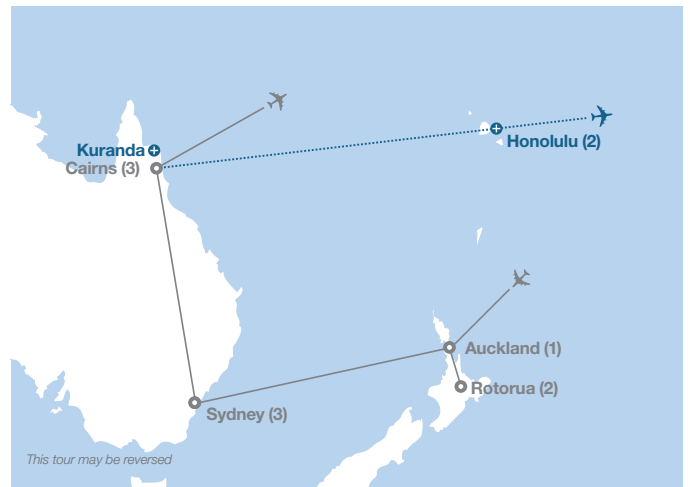 Kuranda
Cairns (3)
Honolulu (2)
Auckland (1)
Rotorua (2)
Sydney (3)
This tour may be reversed